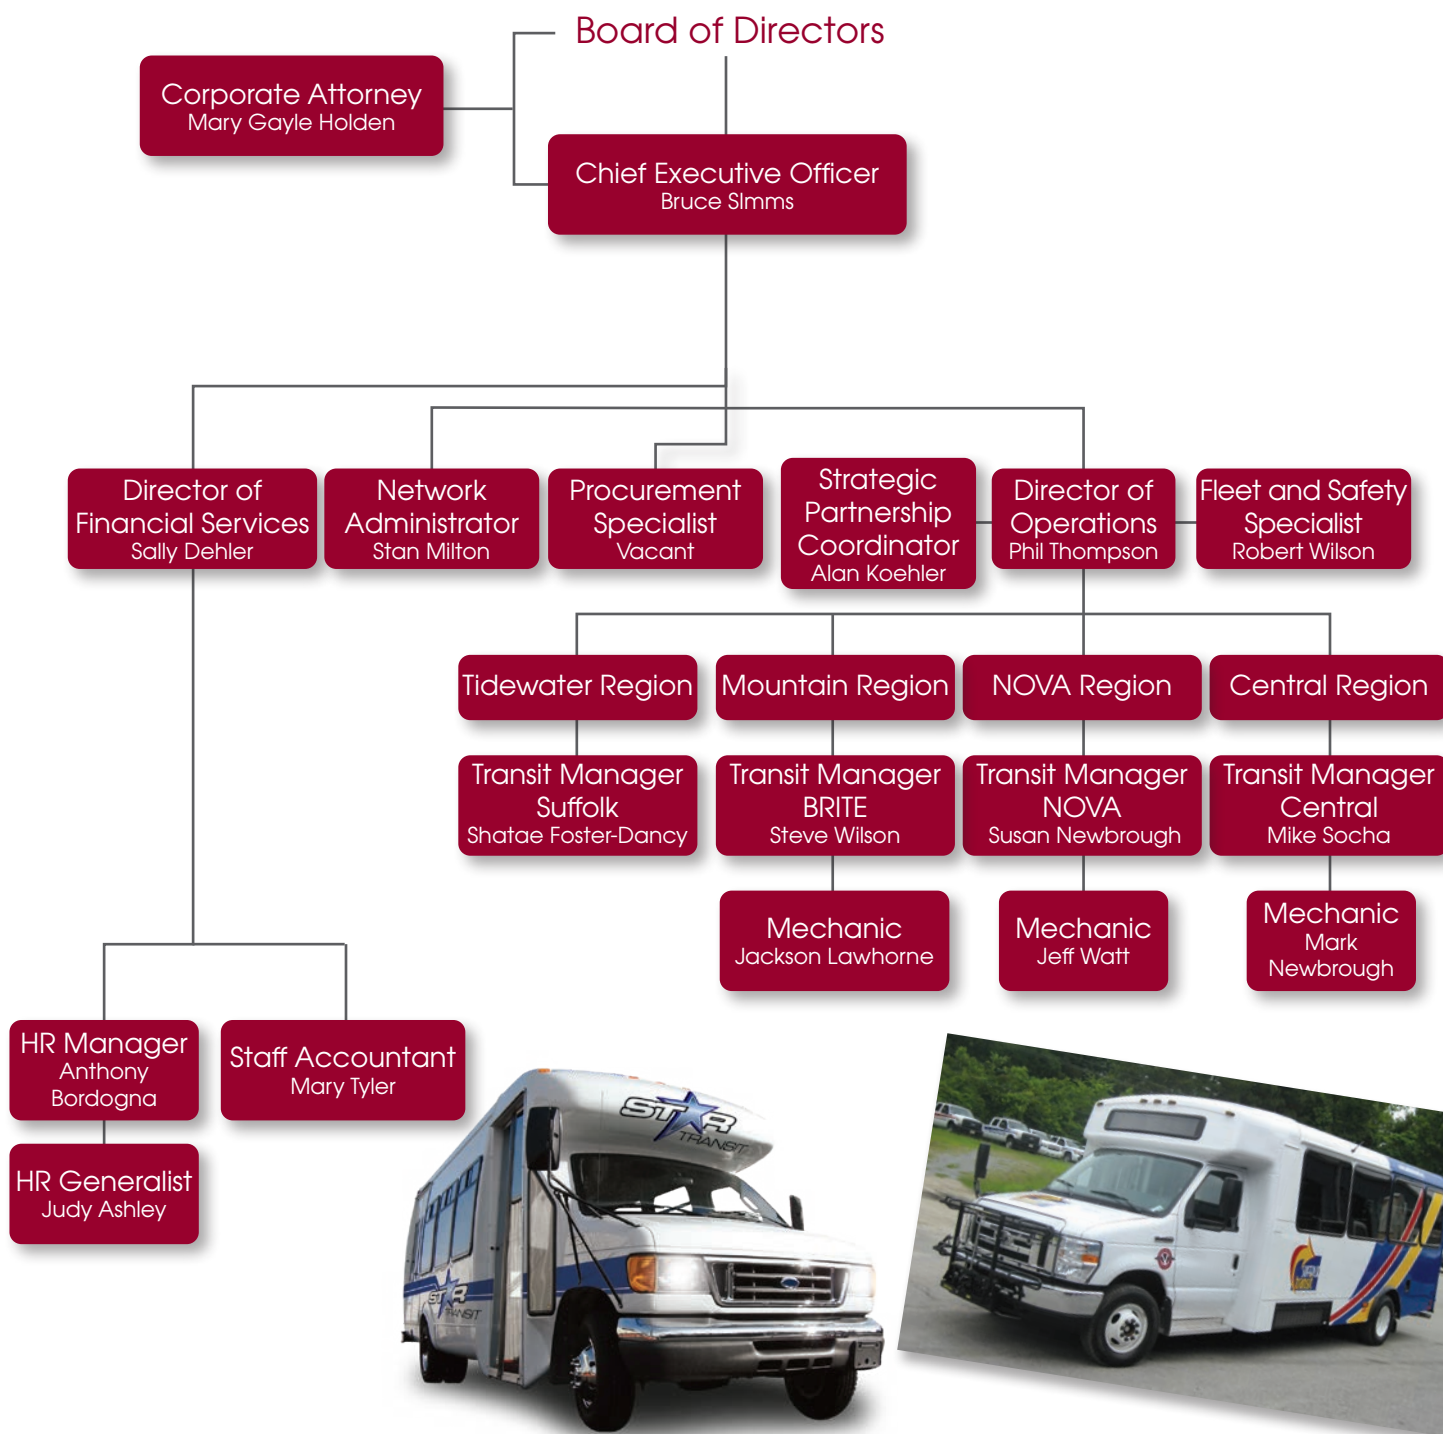 Board of Directors
Corporate Attorney
Mary Gayle Holden
Chief Executive Officer
Bruce SImms
Director of
Financial Services
Sally Dehler
Network
Administrator
Stan Milton
Procurement
Specialist
Vacant
Strategic
Partnership
Coordinator
Alan Koehler
Director of
Operations
Phil Thompson
Fleet and Safety
Specialist
Robert Wilson
Tidewater Region
Mountain Region
NOVA Region
Central Region
Transit Manager
Suffolk
Shatae Foster-Dancy
Transit Manager
BRITE
Steve Wilson
Transit Manager
NOVA
Susan Newbrough
Transit Manager
Central
Mike Socha
Mechanic
Jackson Lawhorne
Mechanic
Jeff Watt
Mechanic
Mark
Newbrough
HR Manager
Anthony
Bordogna
Staff Accountant
Mary Tyler
HR Generalist
Judy Ashley
STAR
TRANSIT
STAR
TRANSIT
transit